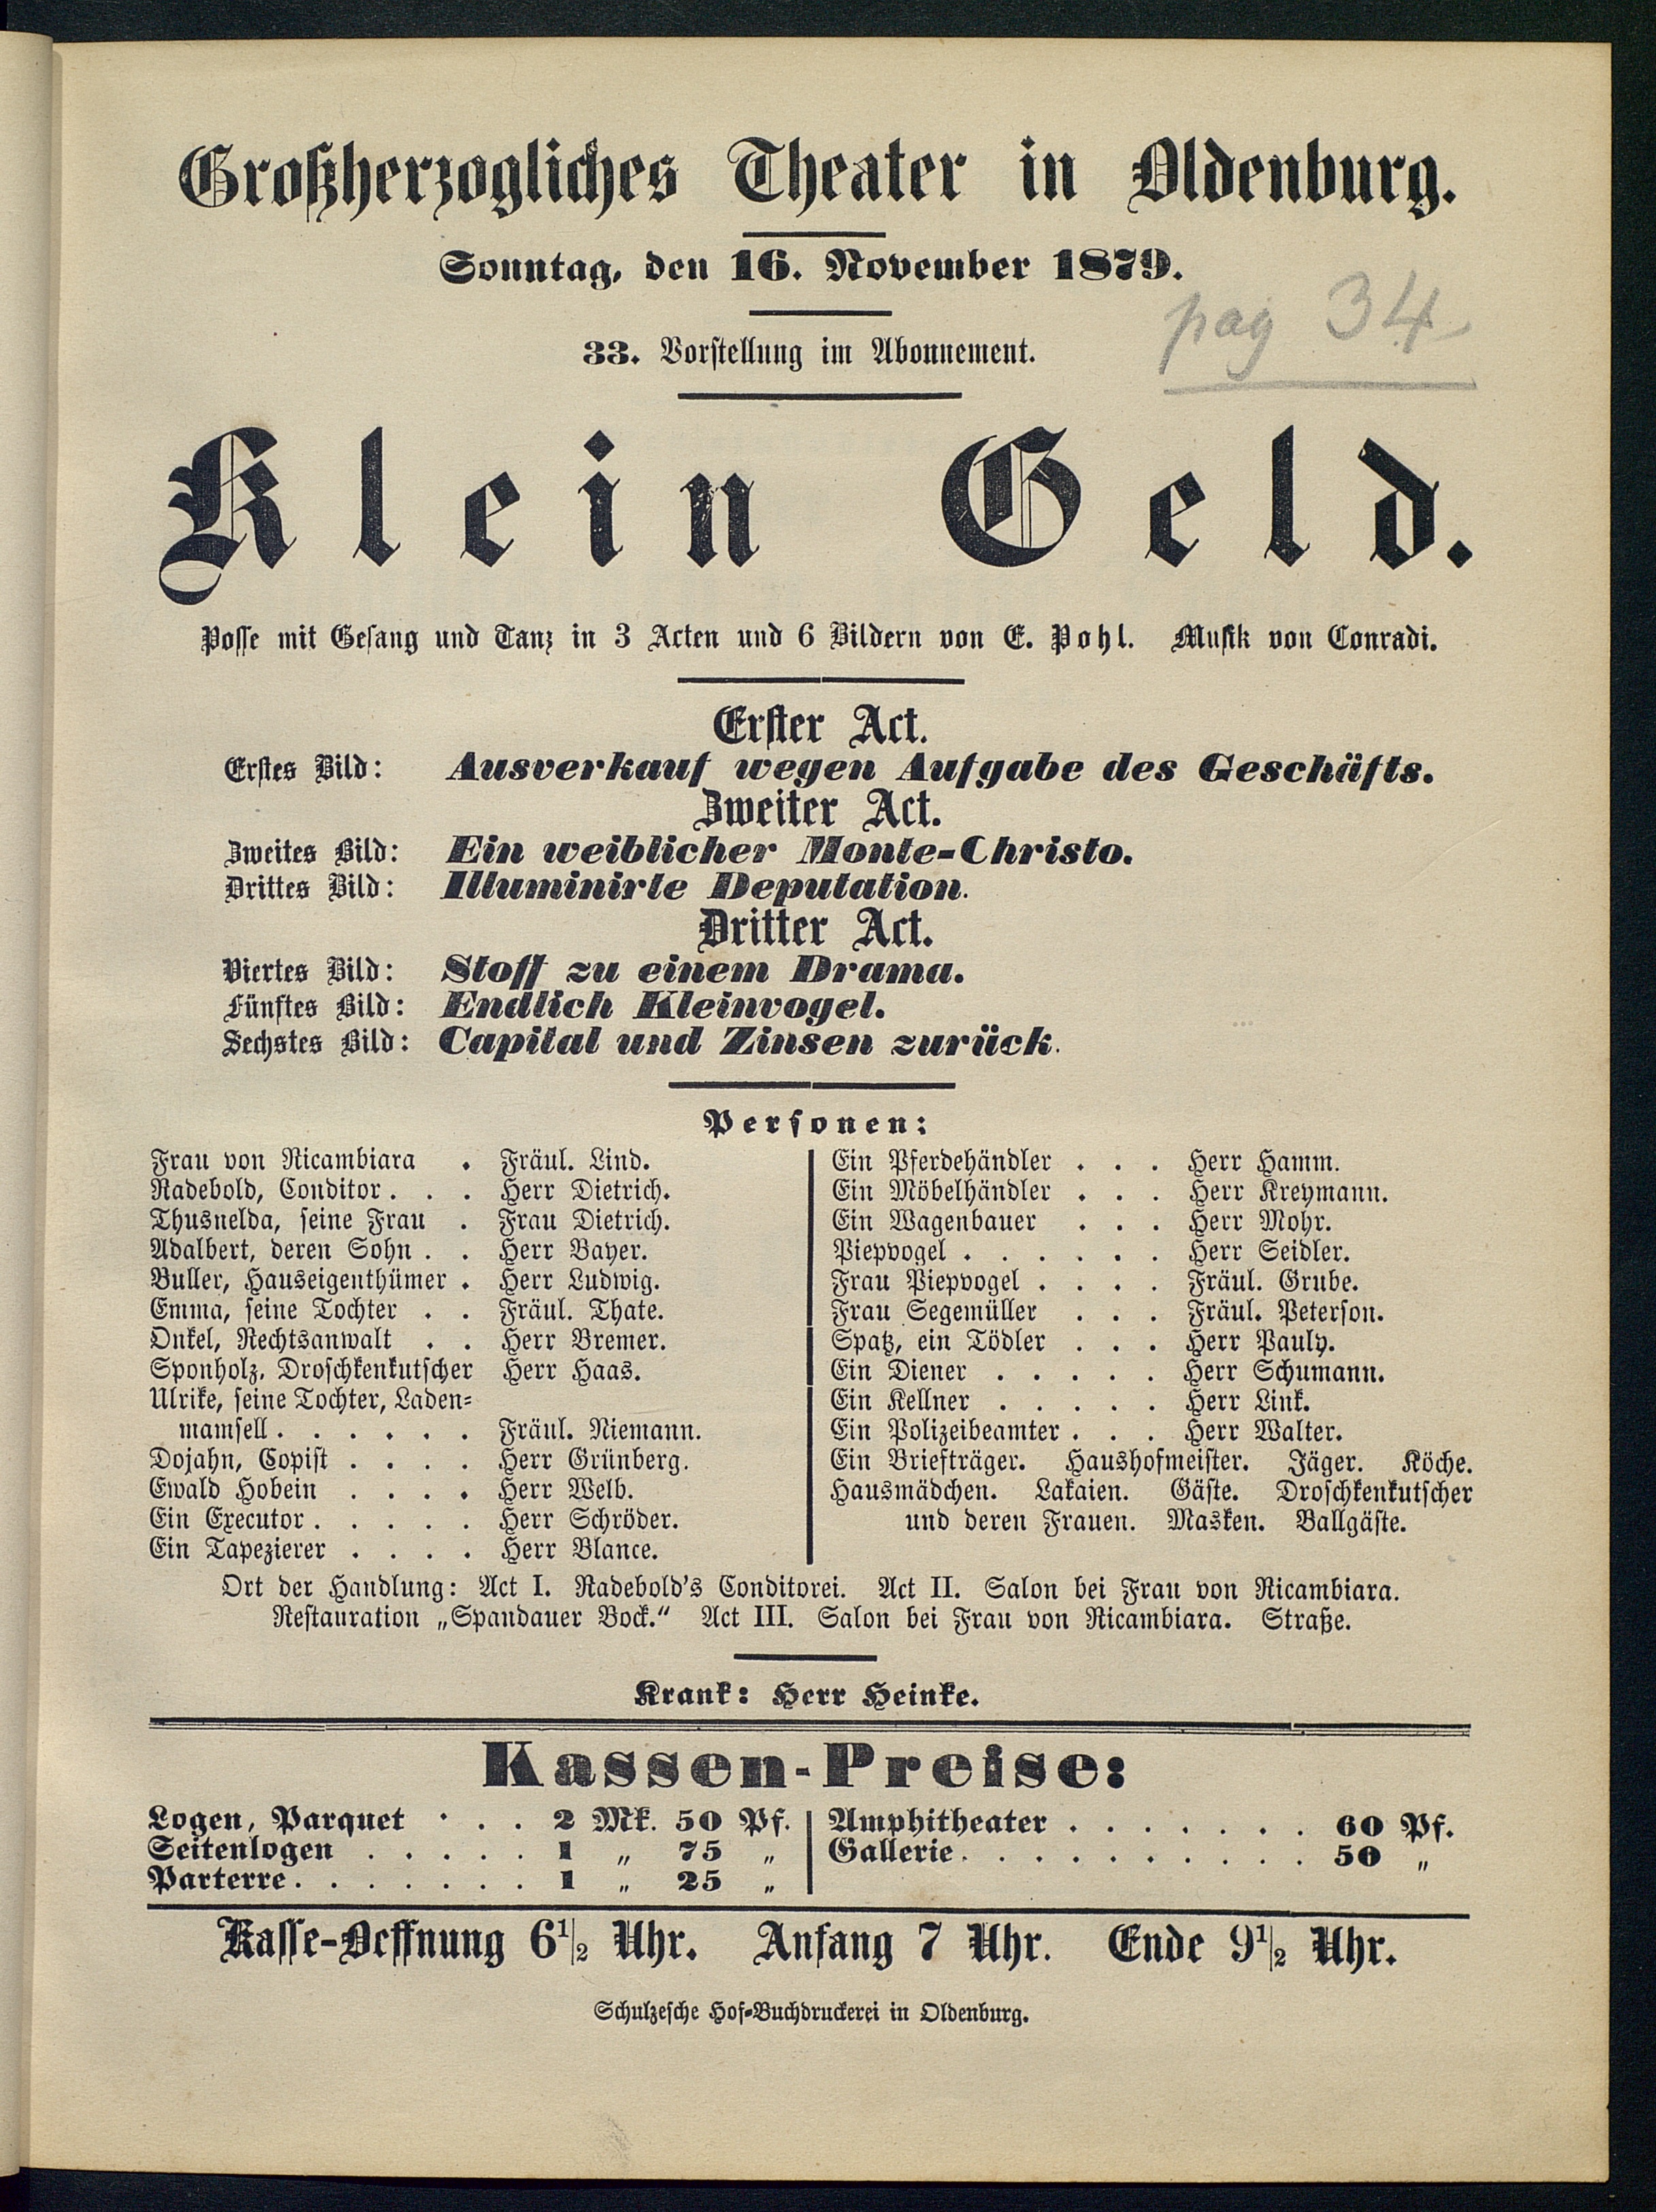 Großherzogliches Theater in Oldenburg.
Sonntag, den 16. November 1879.
pag 34
33. Vorstellung im Abonnement.
Klein Geld.
Posse mit Gesang und Tanz in 3 Acten und 6 Bildern von E. Pohl. Musik von Conradi.
Erster Act.
Erstes Bild: Ausverkauf wegen Aufgabe des Geschäfts.
Zweiter Act.
Zweites Bild: Ein weiblicher Monte-Christo.
Drittes Bild: Illuminirte Deputation.
Dritter Act.
Viertes Bild: Stoff zu einem Drama.
Fünftes Bild: Endlich Kleinvogel.
Sechstes Bild: Capital und Zinsen zurück.
Personen:
Frau von Ricambiara . Fräul. Lind.
Radebold, Conditor . . . Herr Dietrich.
Thusnelda, seine Frau . Frau Dietrich.
Adalbert, deren Sohn . . Herr Bayer.
Buller, Hauseigenthümer . Herr Ludwig.
Emma, seine Tochter . . Fräul. Thate.
Onkel, Rechtsanwalt . . Herr Bremer.
Sponholz, Droschkenkutscher Herr Haas.
Ulrike, seine Tochter, Laden-
mamsell . . . . . . Fräul. Niemann.
Dojahn, Copist . . . . Herr Grünberg.
Ewald Hobein . . . . Herr Welb.
Ein Executor . . . . . Herr Schröder.
Ein Tapezierer . . . . Herr Blance.
Ein Pferdehändler . . . Herr Hamm.
Ein Möbelhändler . . . Herr Kreymann.
Ein Wagenbauer . . . Herr Mohr.
Piepvogel . . . . . . Herr Seidler.
Frau Piepvogel . . . . Fräul. Grube.
Frau Segemüller . . . Fräul. Peterson.
Spatz, ein Tödler . . . Herr Pauly.
Ein Diener . . . . . Herr Schumann.
Ein Kellner . . . . . Herr Link.
Ein Polizeibeamter . . . Herr Walter.
Ein Briefträger. Haushofmeister. Jäger. Köche.
Hausmädchen. Lakaien. Gäste. Droschkenkutscher
und deren Frauen. Masken. Ballgäste.
Ort der Handlung: Act I. Radebold's Conditorei. Act II. Salon bei Frau von Ricambiara.
Restauration „Spandauer Bock.“ Act III. Salon bei Frau von Ricambiara. Straße.
Krank: Herr Heinke.
Kassen-Preise:
Logen, Parquet . . . 2 Mk. 50 Pf.
Seitenlogen . . . . . 1 „ 75 „
Parterre . . . . . . . 1 „ 25 „
Amphitheater . . . . . . . 60 Pf.
Gallerie . . . . . . . . . . 50 „
Kasse-Oeffnung 6½ Uhr. Anfang 7 Uhr. Ende 9½ Uhr.
Schulzesche Hof-Buchdruckerei in Oldenburg.